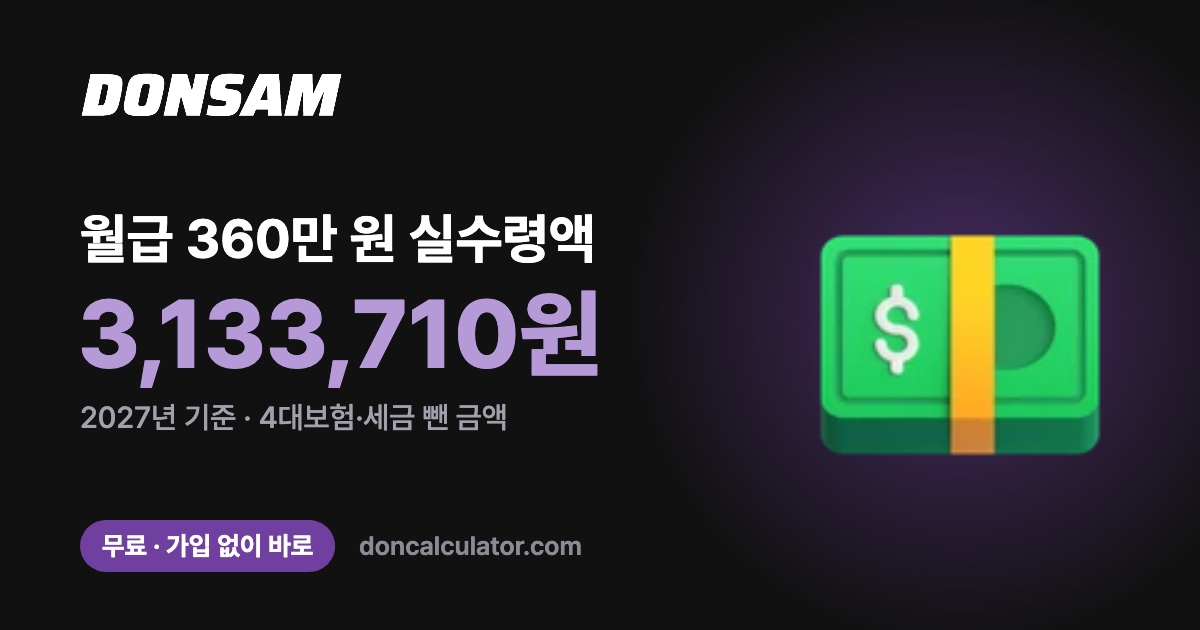 DONSAM
월급 360만 원 실수령액
3,133,710원
2027년 기준 · 4대보험·세금 뺀 금액
무료 · 가입 없이 바로
doncalculator.com
$